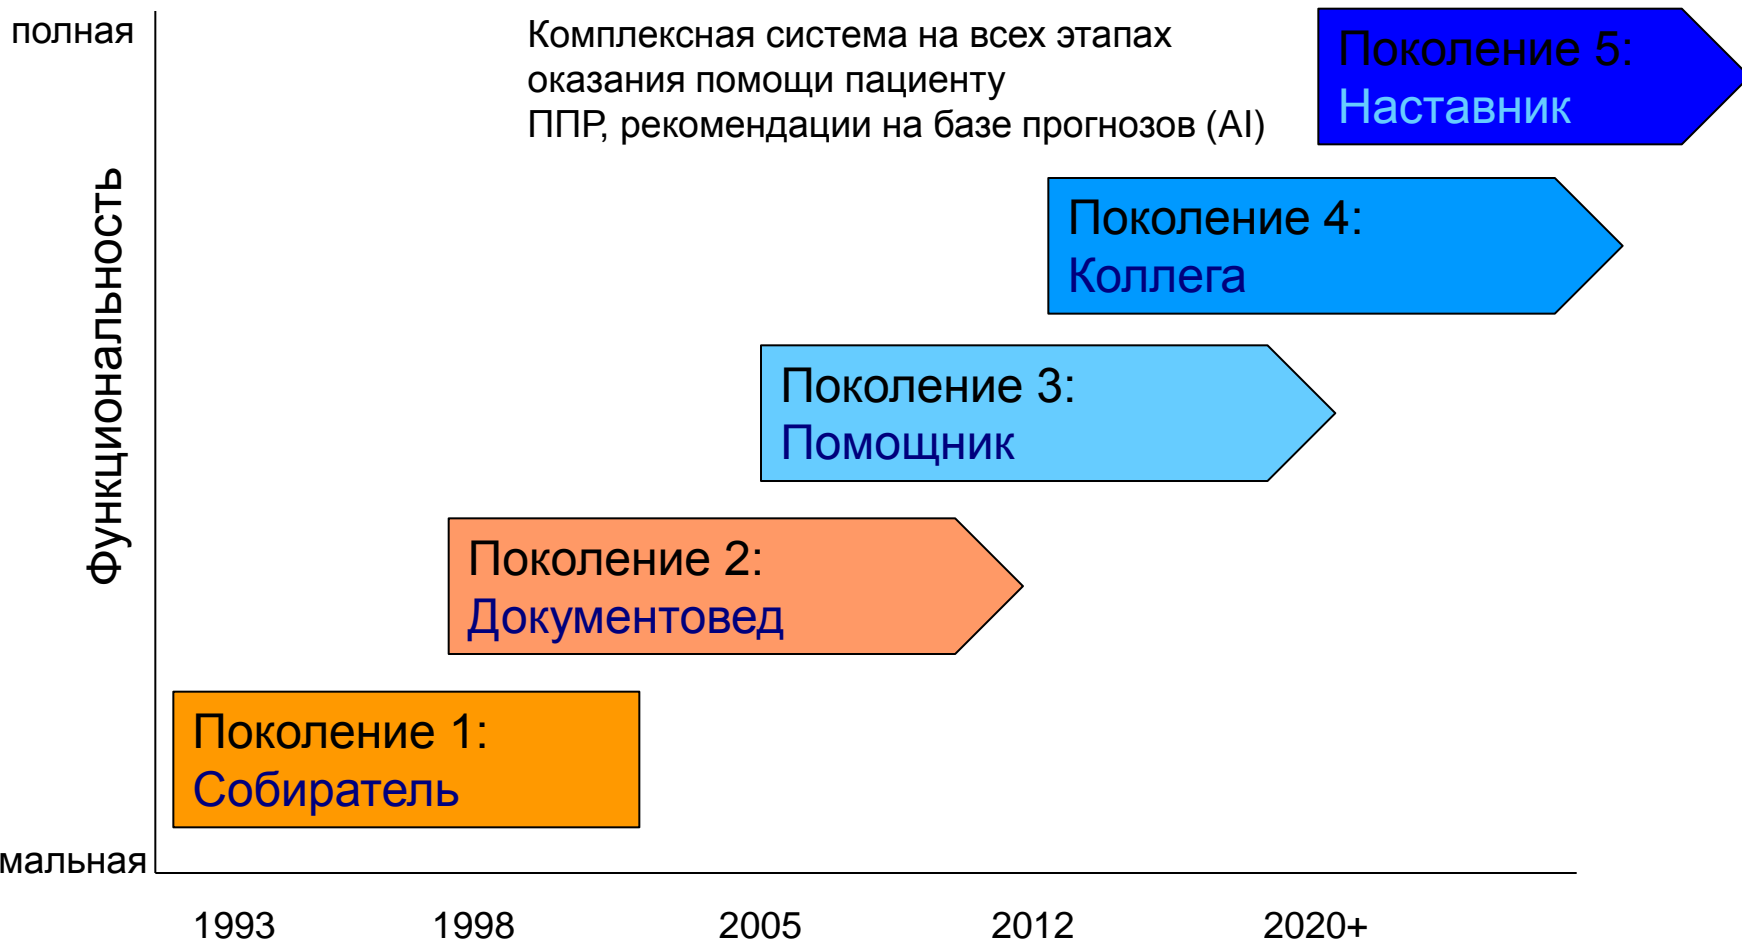 полная
Комплексная система на всех этапах
оказания помощи пациенту
ППР, рекомендации на базе прогнозов (AI)
Поколение 5:
Наставник
Функциональность
Поколение 4:
Коллега
Поколение 3:
Помощник
Поколение 2:
Документовед
Поколение 1:
Собиратель
мальная
1993
1998
2005
2012
2020+